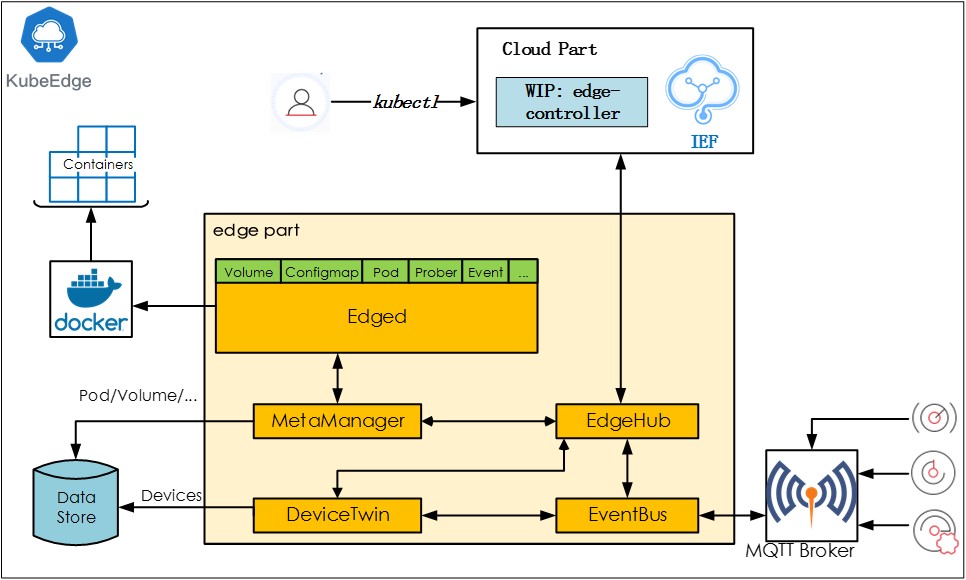 KubeEdge
Cloud Part
WIP: edge-
controller
IEF
kubectl
Containers
docker
edge part
Volume
Configmap
Pod
Prober
Event
...
Edged
Pod/Volume/...
MetaManager
EdgeHub
Data
Store
Devices
DeviceTwin
EventBus
MQTT Broker